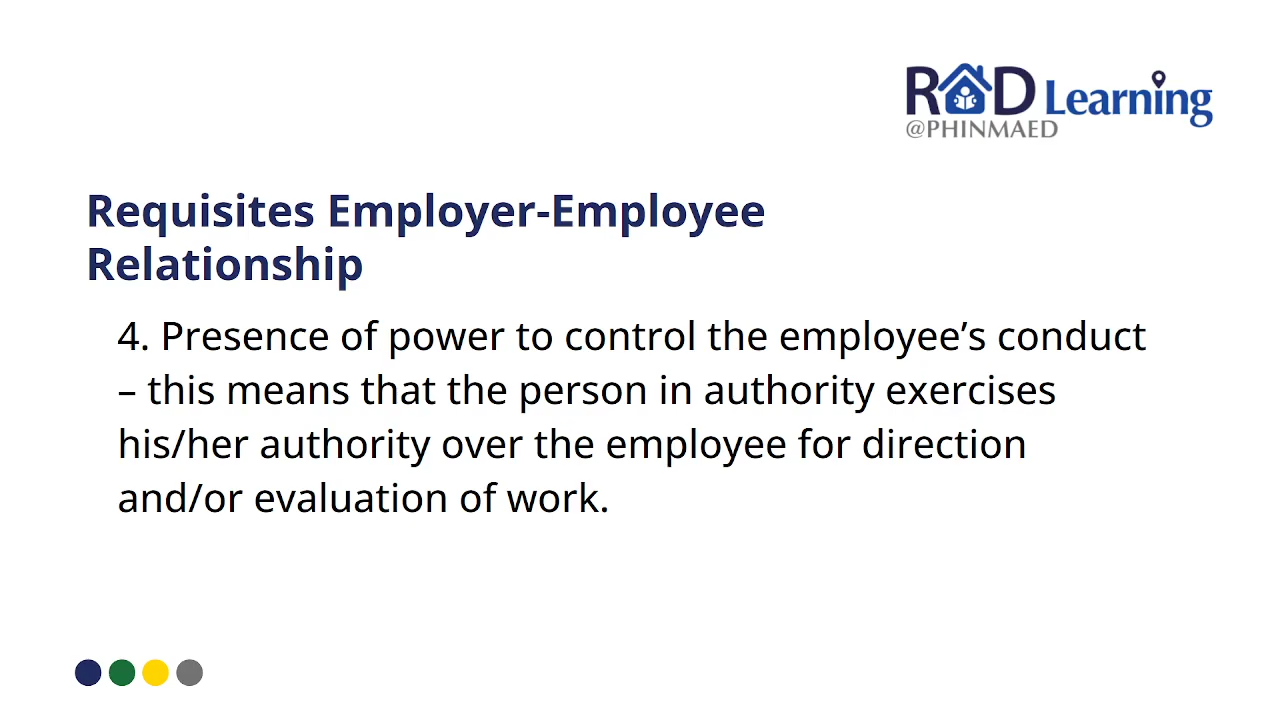 RAD Learning
@PHINMAED
Requisites Employer-Employee
Relationship
4. Presence of power to control the employee’s conduct
– this means that the person in authority exercises
his/her authority over the employee for direction
and/or evaluation of work.